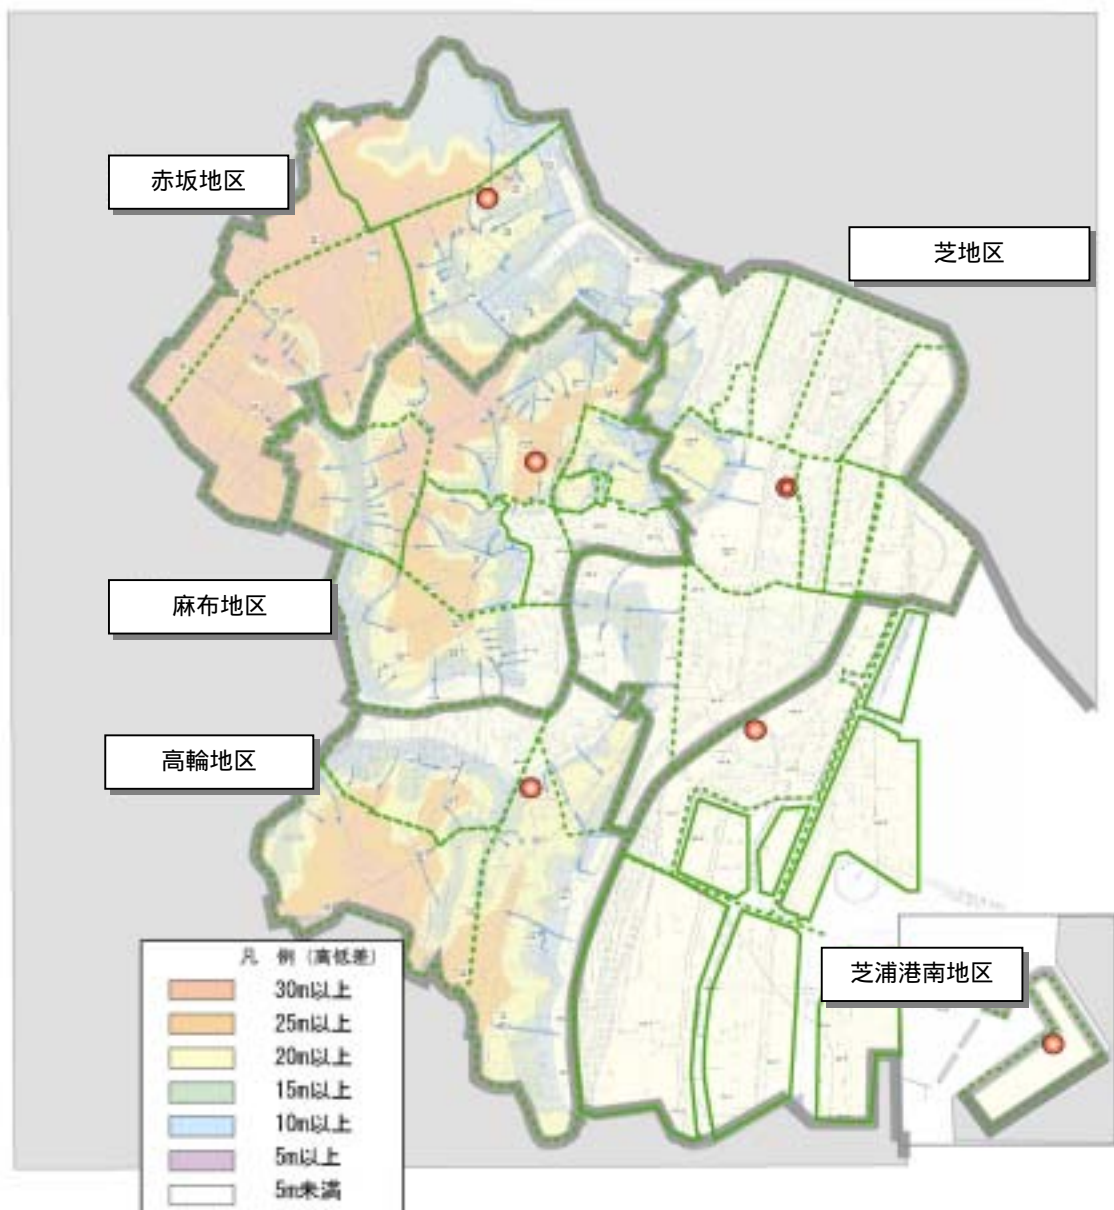 赤坂地区
芝地区
麻布地区
高輪地区
芝浦港南地区
凡 例 (高低差)
30m以上
25m以上
20m以上
15m以上
10m以上
5m以上
5m未満